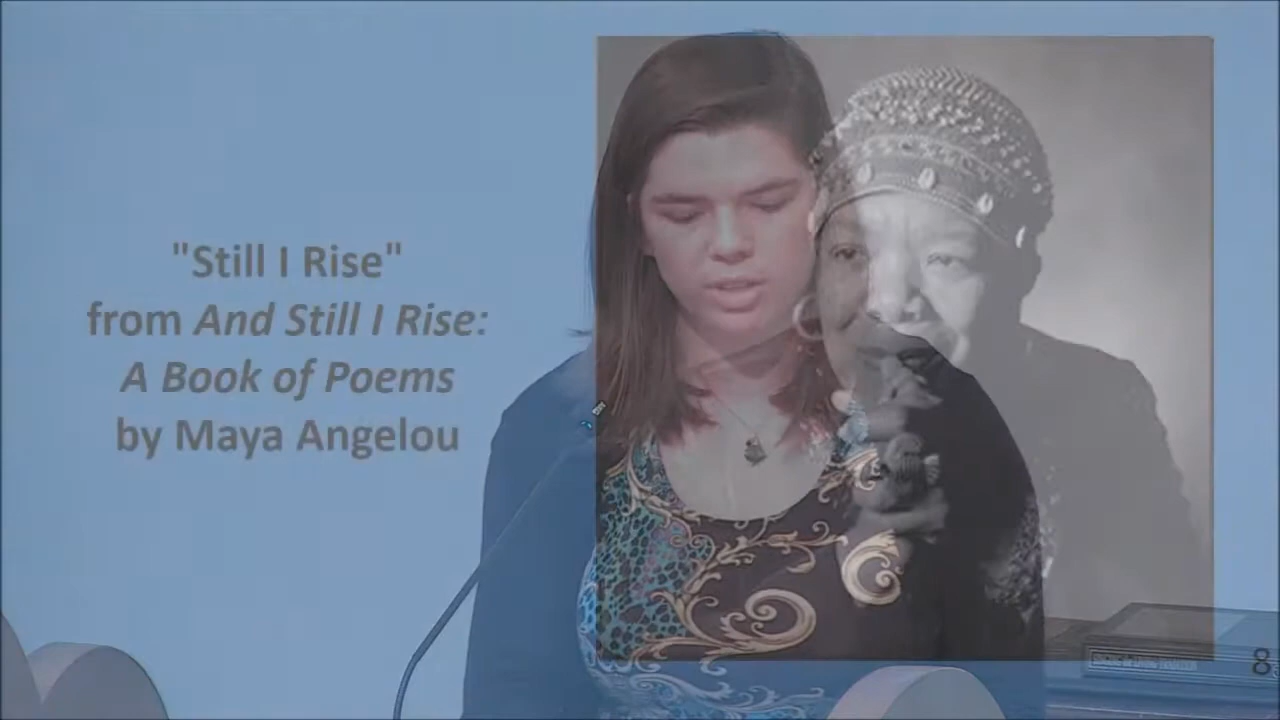 "Still I Rise"
from And Still I Rise:
A Book of Poems
by Maya Angelou
8